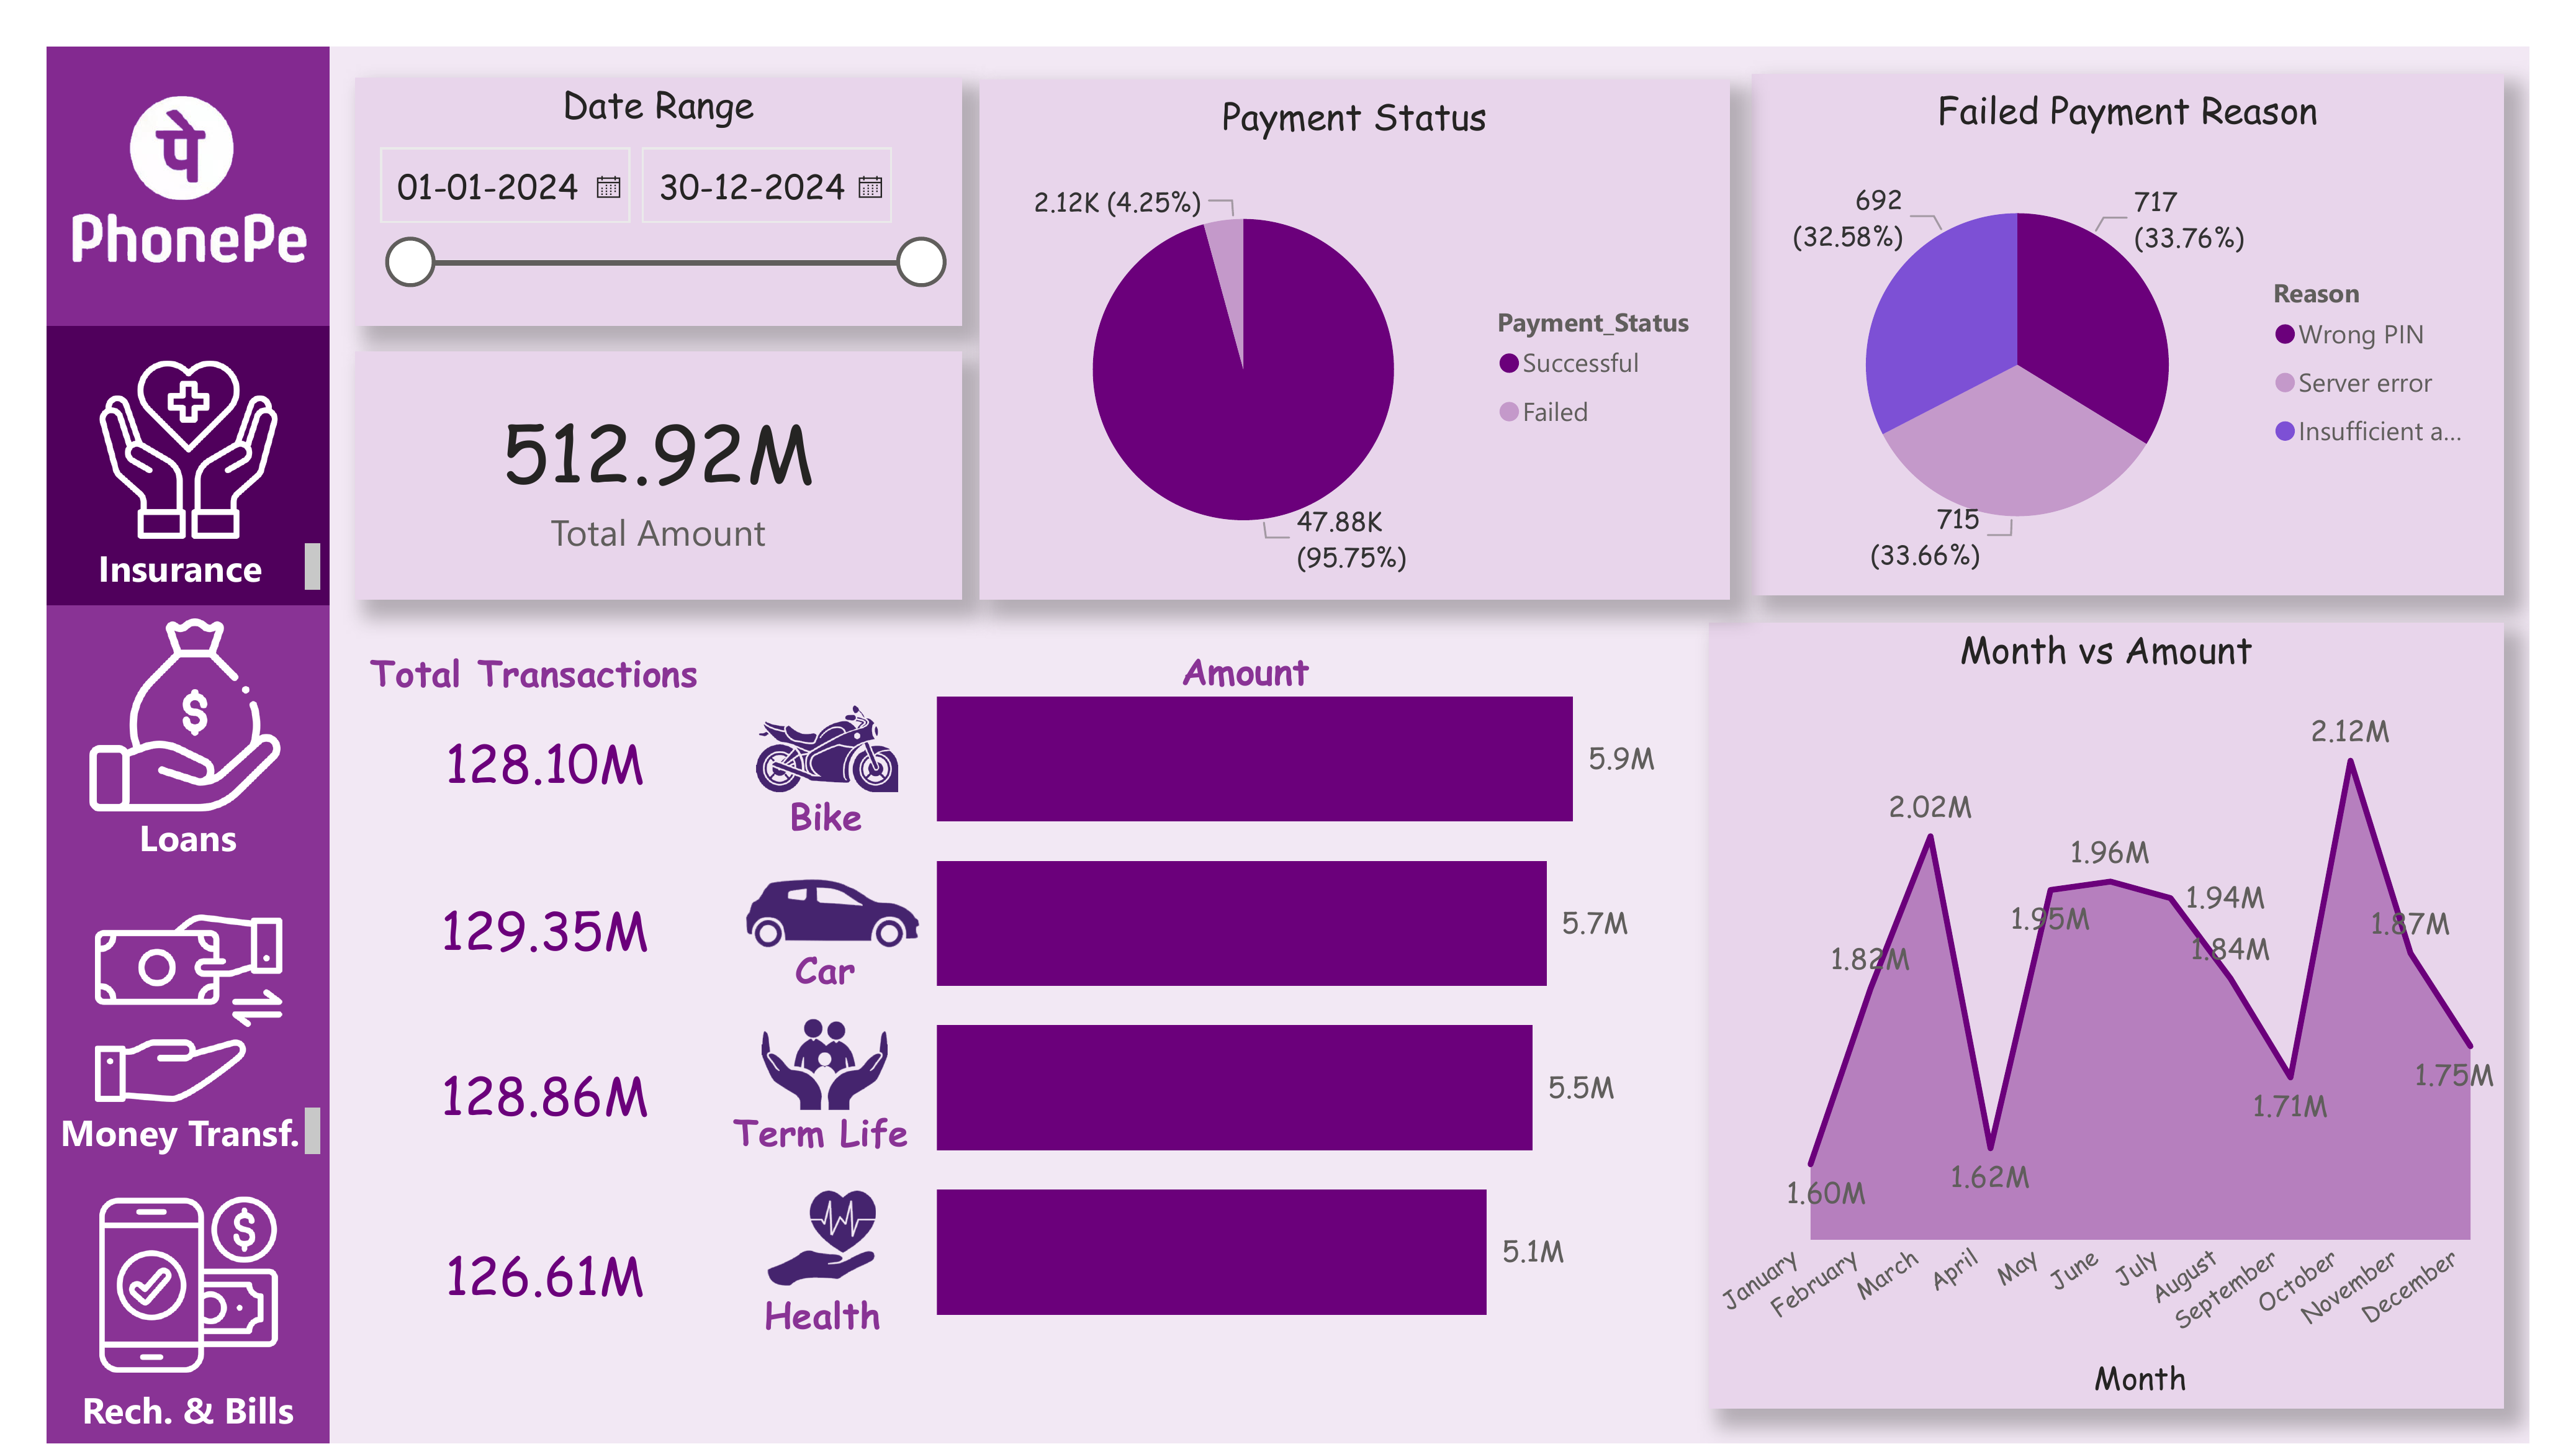 पे
PhonePe
Insurance
Loans
Money Transf.
Rech. & Bills
Date Range
01-01-2024
30-12-2024
512.92M
Total Amount
Payment Status
2.12K (4.25%)
47.88K
(95.75%)
Payment_Status
Successful
Failed
Failed Payment Reason
692
(32.58%)
717
(33.76%)
715
(33.66%)
Reason
Wrong PIN
Server error
Insufficient a...
Total Transactions
Amount
128.10M
Bike
5.9M
129.35M
Car
5.7M
128.86M
Term Life
5.5M
126.61M
Health
5.1M
Month vs Amount
1.60M
1.82M
2.02M
1.62M
1.95M
1.96M
1.94M
1.84M
1.71M
2.12M
1.87M
1.75M
January
February
March
April
May
June
July
August
September
October
November
December
Month